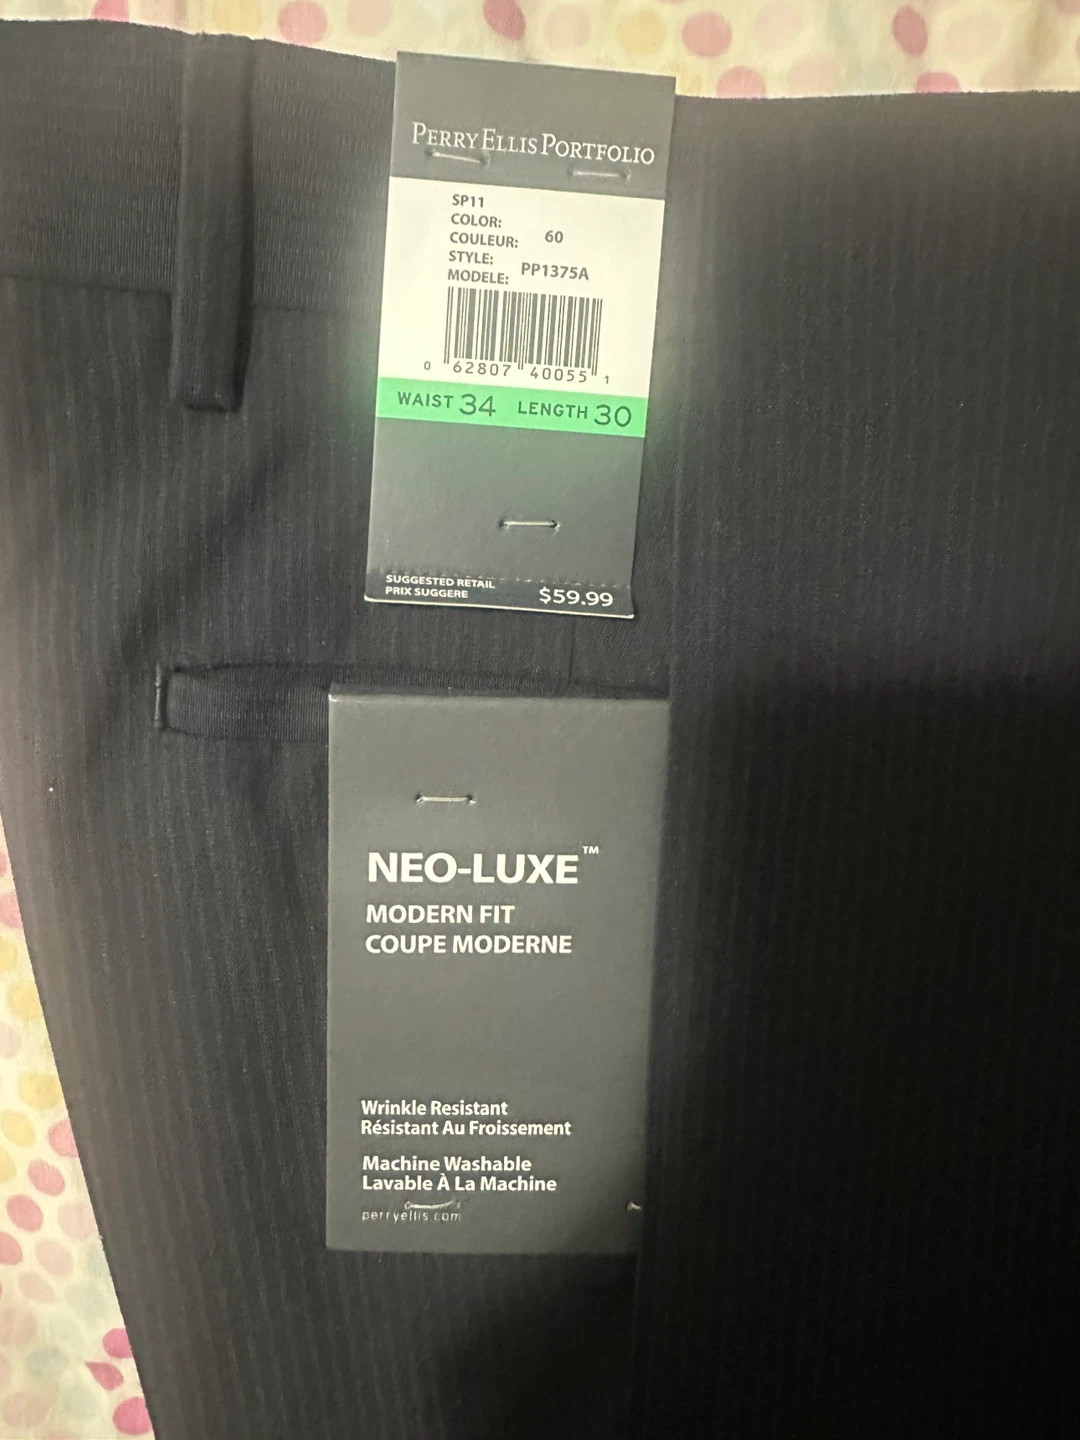 PERRY ELLIS PORTFOLIO
SP11
COLOR:
COULEUR: 60
STYLE:
MODELE: PP1375A
0 62807 40055 1
WAIST 34 LENGTH 30
SUGGESTED RETAIL
PRIX SUGGERE $59.99
NEO-LUXE™
MODERN FIT
COUPE MODERNE
Wrinkle Resistant
Résistant Au Froissement
Machine Washable
Lavable À La Machine
perryellis.com